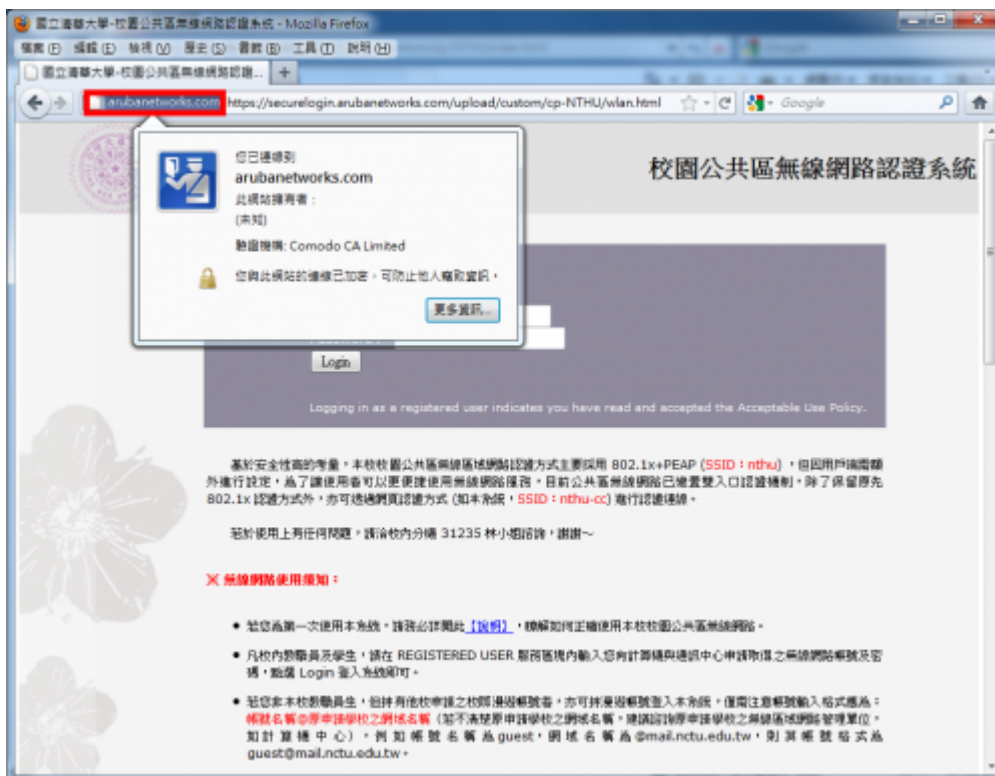 國立清華大學-校園公共區無線網路認證系統 - Mozilla Firefox
檔案(F) 編輯(E) 檢視(V) 歷史(S) 書籤(B) 工具(T) 說明(H)
國立清華大學-校園公共區無線網路認證...
arubanetworks.com https://securelogin.arubanetworks.com/upload/custom/cp-NTHU/wlan.html Google
校園公共區無線網路認證系統
您已連線到
arubanetworks.com
此網站擁有者：
(未知)
驗證機構: Comodo CA Limited
您與此網站的連線已加密，可防止他人竊取資訊。
更多資訊...
Login
Logging in as a registered user indicates you have read and accepted the Acceptable Use Policy.
基於安全性高的考量，本校校園公共區無線區域網路認證方式主要採用 802.1x+PEAP (SSID：nthu)，但因用戶端需額
外進行設定，為了讓使用者可以更便捷使用無線網路服務，目前公共區無線網路已建置雙入口認證機制，除了保留原先
802.1x 認證方式外，亦可透過網頁認證方式 (如本系統，SSID：nthu-cc) 進行認證連線。
若於使用上有任何問題，請洽校內分機 31235 林小姐諮詢，謝謝～
※ 無線網路使用須知：
● 若您為第一次使用本系統，請務必詳閱此【說明】，瞭解如何正確使用本校校園公共區無線網路。
● 凡校內教職員及學生，請在 REGISTERED USER 服務區塊內輸入您向計算機與通訊中心申請取得之無線網路帳號及密
碼，點選 Login 登入系統即可。
● 若您非本校教職員生，但持有他校申請之校際漫遊帳號者，亦可持漫遊帳號登入本系統，僅需注意帳號輸入格式應為：
帳號名稱@原申請學校之網域名稱（若不清楚原申請學校之網域名稱，建議諮詢原申請學校之無線區域網路管理單位，
如計算機中心），例如帳號名稱為guest，網域名稱為@mail.nctu.edu.tw，則其帳號格式為
guest@mail.nctu.edu.tw。